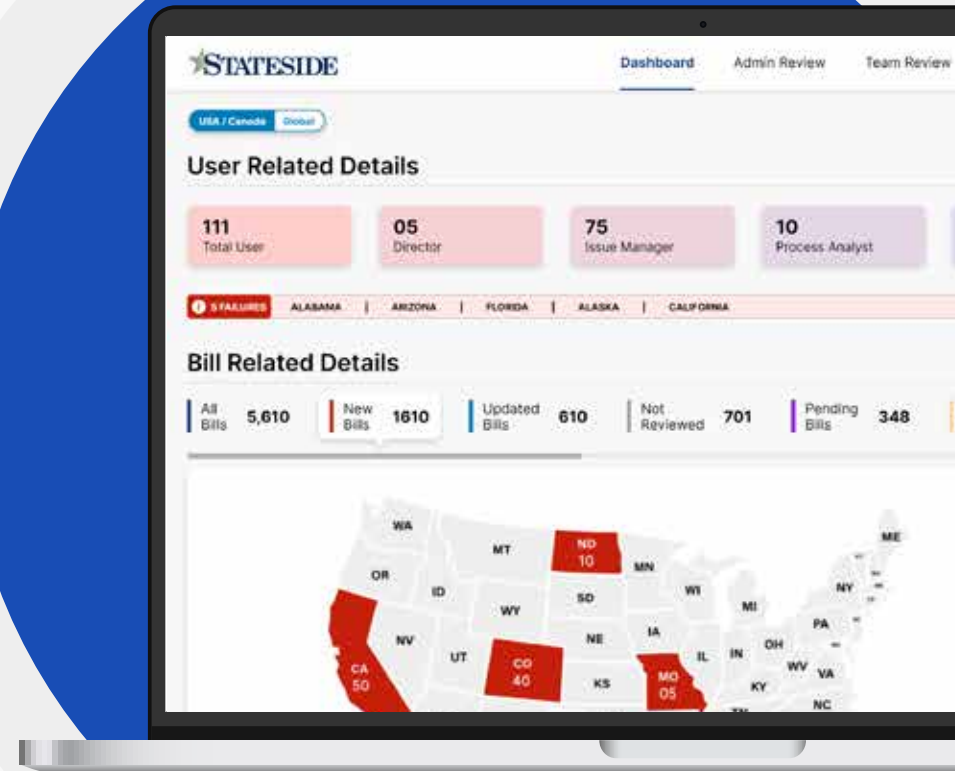 STATESIDE
Dashboard Admin Review Team Review
USA / Canada Global
User Related Details
111 05 75 10
Total User Director Issue Manager Process Analyst
5 FAILURES ALABAMA | ARIZONA | FLORIDA | ALASKA | CALIFORNIA
Bill Related Details
All Bills 5,610 New Bills 1610 Updated Bills 610 Not Reviewed 701 Pending Bills 348
WA
ME
MT
ND
10
MN
OR
ID
WI
NY
SD
MI
WY
PA
IA
NV
NE
OH
UT
IL
IN
CO
40
WV
VA
CA
50
KS
MO
05
KY
NC